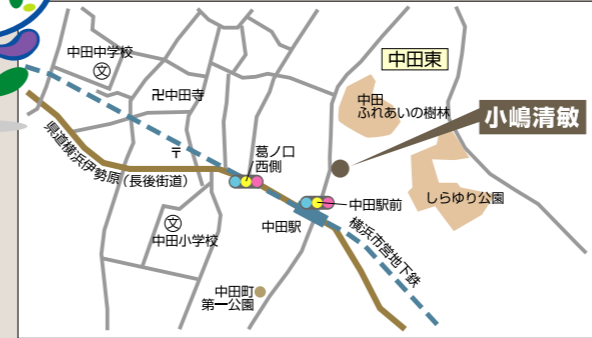 中田中学校
文
卍中田寺
中田東
中田
ふれあいの樹林
小嶋清敏
県道横浜伊勢原(長後街道)
〒
葛ノ口
西側
しらゆり公園
中田駅前
文
中田小学校
中田駅
横浜市営地下鉄
中田町
第一公園